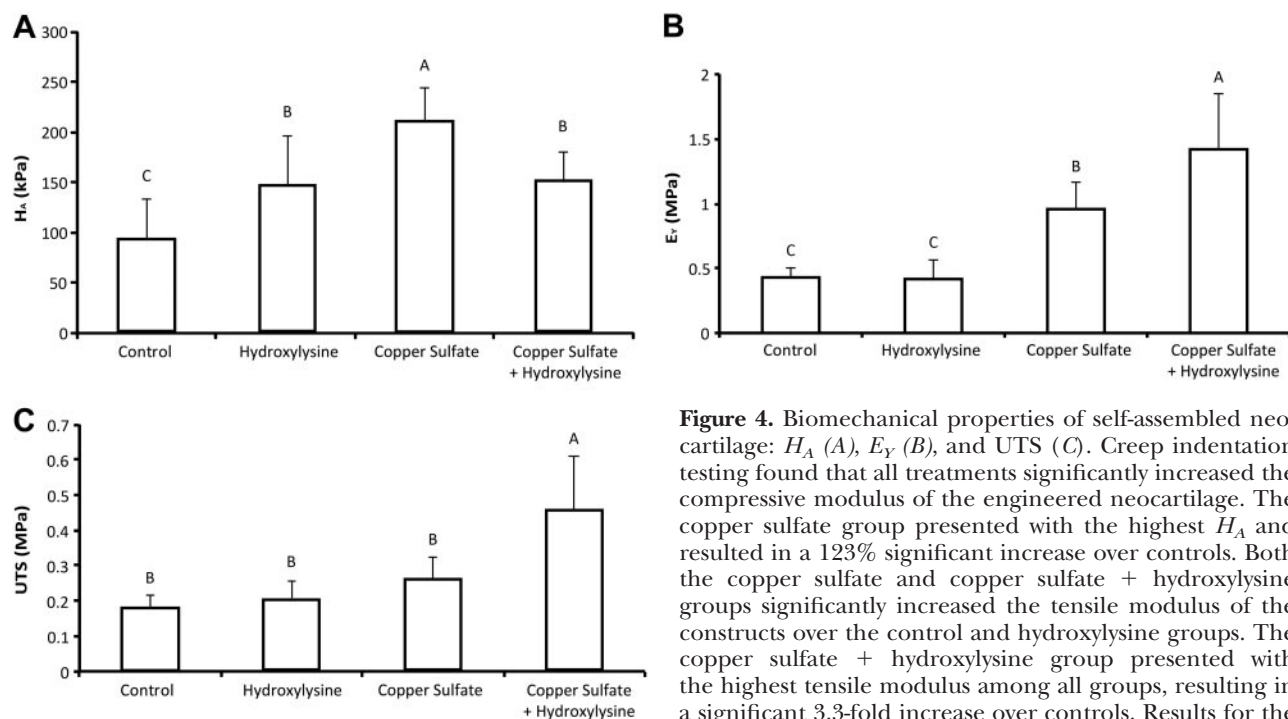 A
300
250
200
150
100
50
0
H_A (kPa)
C
B
A
B
Control
Hydroxylysine
Copper Sulfate
Copper Sulfate
+ Hydroxylysine
B
2
1.5
1
0.5
0
E_Y (MPa)
C
C
B
A
Control
Hydroxylysine
Copper Sulfate
Copper Sulfate
+ Hydroxylysine
C
0.7
0.6
0.5
0.4
0.3
0.2
0.1
0
UTS (MPa)
B
B
B
A
Control
Hydroxylysine
Copper Sulfate
Copper Sulfate
+ Hydroxylysine
Figure 4. Biomechanical properties of self-assembled neo
cartilage: H_A (A), E_Y (B), and UTS (C). Creep indentation
testing found that all treatments significantly increased the
compressive modulus of the engineered neocartilage. The
copper sulfate group presented with the highest H_A and
resulted in a 123% significant increase over controls. Both
the copper sulfate and copper sulfate + hydroxylysine
groups significantly increased the tensile modulus of the
constructs over the control and hydroxylysine groups. The
copper sulfate + hydroxylysine group presented with
the highest tensile modulus among all groups, resulting in
a significant 3.3-fold increase over controls. Results for the